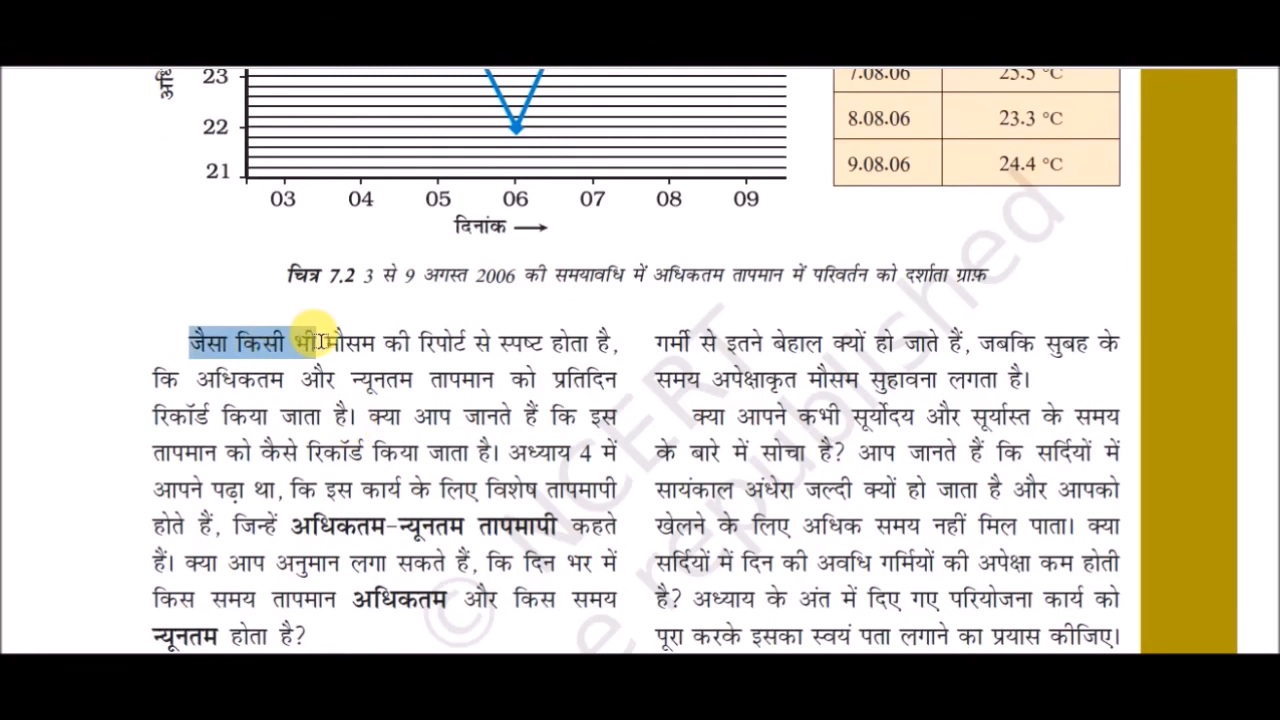 23
22
21
03 04 05 06 07 08 09
दिनांक
7.08.06 25.5 °C
8.08.06 23.3 °C
9.08.06 24.4 °C
चित्र 7.2 3 से 9 अगस्त 2006 की समयावधि में अधिकतम तापमान में परिवर्तन को दर्शाता ग्राफ़
जैसा किसी भी मौसम की रिपोर्ट से स्पष्ट होता है,
कि अधिकतम और न्यूनतम तापमान को प्रतिदिन
रिकॉर्ड किया जाता है। क्या आप जानते हैं कि इस
तापमान को कैसे रिकॉर्ड किया जाता है। अध्याय 4 में
आपने पढ़ा था, कि इस कार्य के लिए विशेष तापमापी
होते हैं, जिन्हें अधिकतम-न्यूनतम तापमापी कहते
हैं। क्या आप अनुमान लगा सकते हैं, कि दिन भर में
किस समय तापमान अधिकतम और किस समय
न्यूनतम होता है?
गर्मी से इतने बेहाल क्यों हो जाते हैं, जबकि सुबह के
समय अपेक्षाकृत मौसम सुहावना लगता है।
क्या आपने कभी सूर्योदय और सूर्यास्त के समय
के बारे में सोचा है? आप जानते हैं कि सर्दियों में
सायंकाल अंधेरा जल्दी क्यों हो जाता है और आपको
खेलने के लिए अधिक समय नहीं मिल पाता। क्या
सर्दियों में दिन की अवधि गर्मियों की अपेक्षा कम होती
है? अध्याय के अंत में दिए गए परियोजना कार्य को
पूरा करके इसका स्वयं पता लगाने का प्रयास कीजिए।
© NCERT
republished